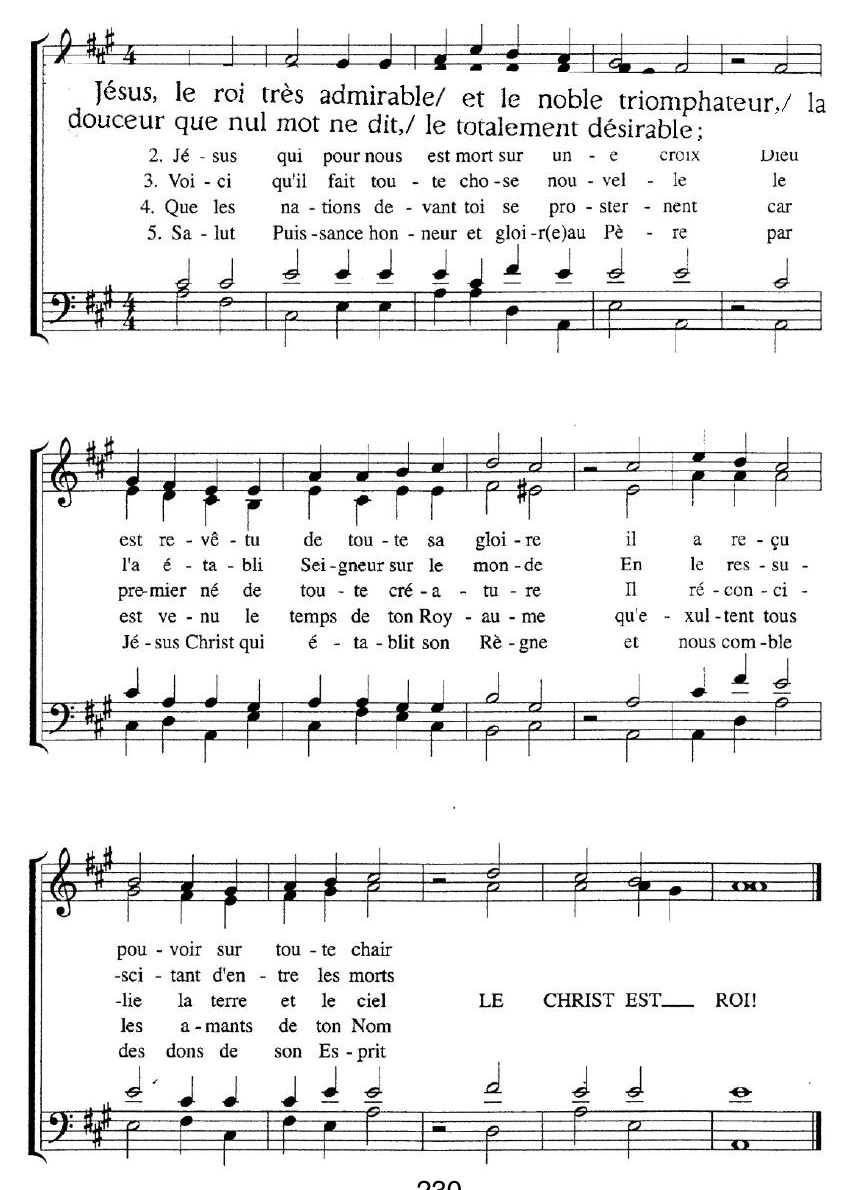 Jésus, le roi très admirable/ et le noble triomphateur,/ la
douceur que nul mot ne dit,/ le totalement désirable;
2. Jé - sus qui pour nous est mort sur un - e croix Dieu
3. Voi - ci qu'il fait tou - te cho - se nou - vel - le le
4. Que les na - tions de - vant toi se pro - ster - nent car
5. Sa - lut Puis - sance hon - neur et gloi - r(e)au Pè - re par
est re - vê - tu de tou - te sa gloi - re il a re - çu
l'a é - ta - bli Sei - gneur sur le mon - de En le res - su -
pre - mier né de tou - te cré - a - tu - re Il ré - con - ci -
est ve - nu le temps de ton Roy - au - me qu'e - xul - tent tous
Jé - sus Christ qui é - ta - blit son Rè - gne et nous com - ble
pou - voir sur tou - te chair
-sci - tant d'en - tre les morts
-lie la terre et le ciel LE CHRIST EST___ ROI!
les a - mants de ton Nom
des dons de son Es - prit
230